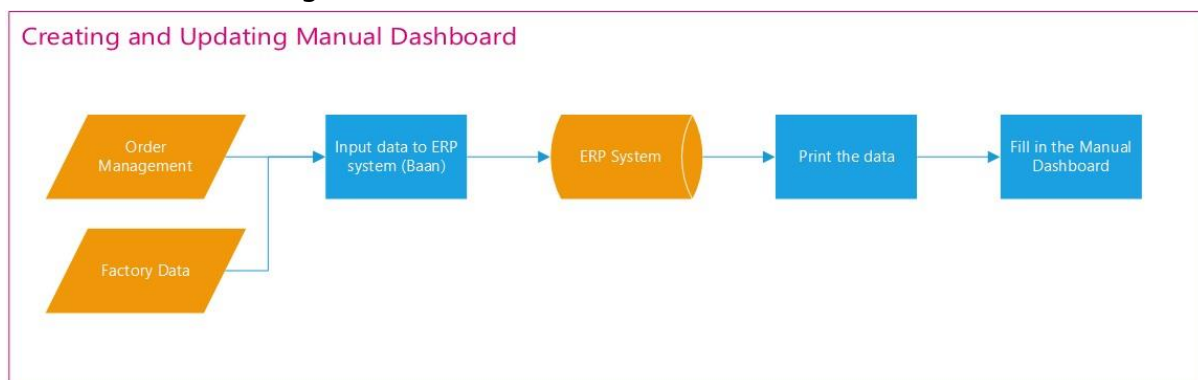 Creating and Updating Manual Dashboard
Order
Management
Input data to ERP
system (Baan)
ERP System
Print the data
Fill in the Manual
Dashboard
Factory Data